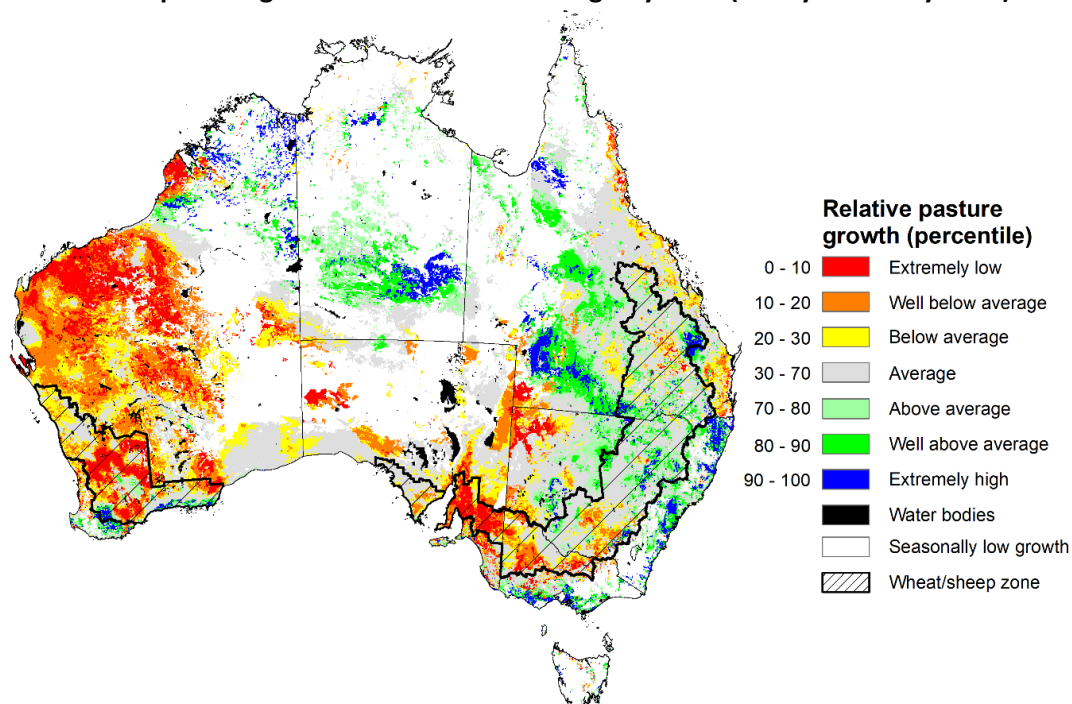 Relative pasture
growth (percentile)
0 - 10 Extremely low
10 - 20 Well below average
20 - 30 Below average
30 - 70 Average
70 - 80 Above average
80 - 90 Well above average
90 - 100 Extremely high
Water bodies
Seasonally low growth
Wheat/sheep zone